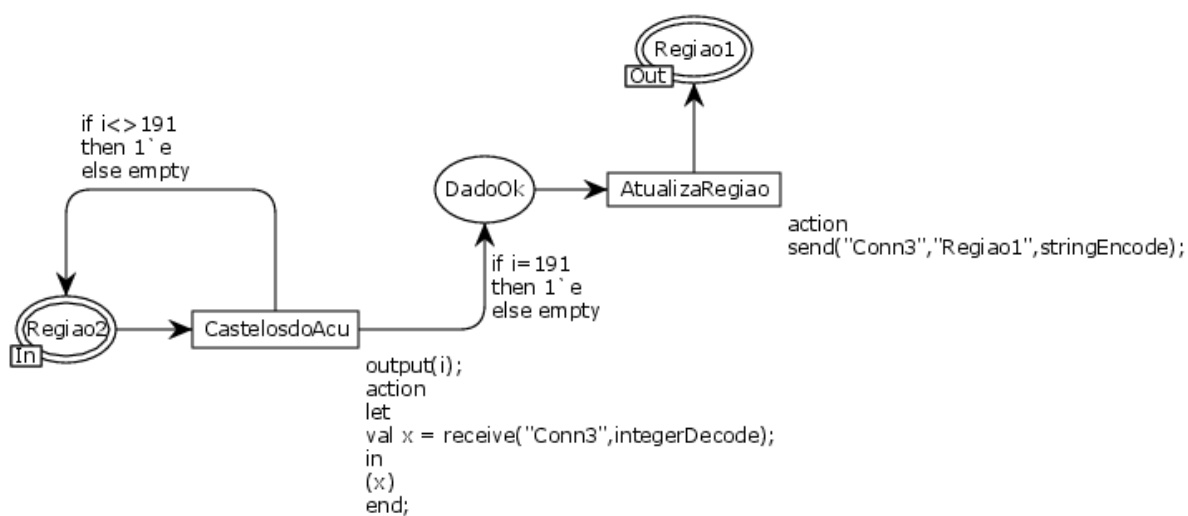 Regiao1
Out
if i<>191
then 1`e
else empty
DadoOk
AtualizaRegiao
action
send("Conn3","Regiao1",stringEncode);
if i=191
then 1`e
else empty
Regiao2
In
CastelosdoAcu
output(i);
action
let
val x = receive("Conn3",integerDecode);
in
(x)
end;